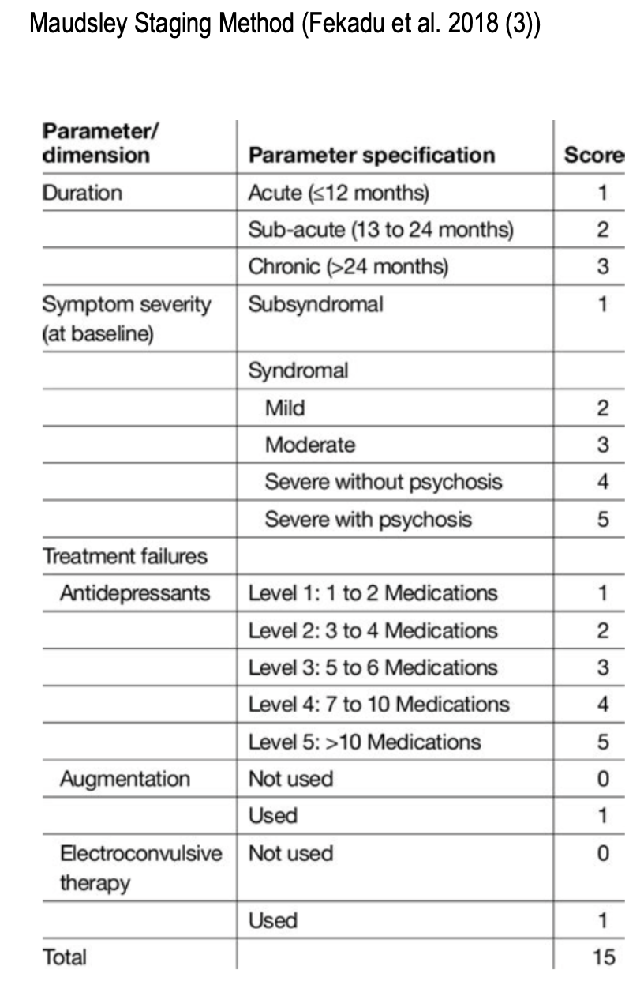 Maudsley Staging Method (Fekadu et al. 2018 (3))
Parameter/
dimension Parameter specification Score
Duration Acute (≤12 months) 1
Sub-acute (13 to 24 months) 2
Chronic (>24 months) 3
Symptom severity Subsyndromal 1
(at baseline)
Syndromal
Mild 2
Moderate 3
Severe without psychosis 4
Severe with psychosis 5
Treatment failures
Antidepressants Level 1: 1 to 2 Medications 1
Level 2: 3 to 4 Medications 2
Level 3: 5 to 6 Medications 3
Level 4: 7 to 10 Medications 4
Level 5: >10 Medications 5
Augmentation Not used 0
Used 1
Electroconvulsive Not used 0
therapy
Used 1
Total 15